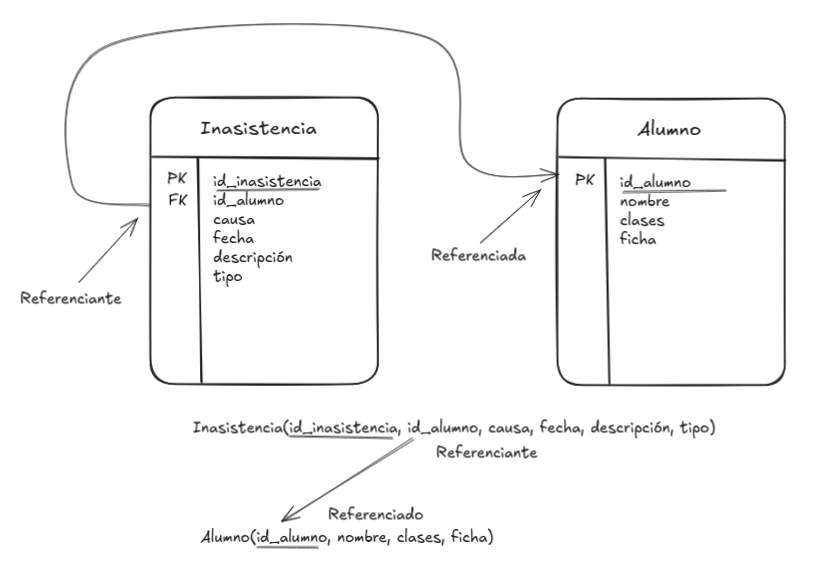 Inasistencia
PK id_inasistencia
FK id_alumno
causa
fecha
descripción
tipo
Referenciante
Alumno
PK id_alumno
nombre
clases
ficha
Referenciada
Inasistencia(id_inasistencia, id_alumno, causa, fecha, descripción, tipo)
Referenciante
Referenciado
Alumno(id_alumno, nombre, clases, ficha)